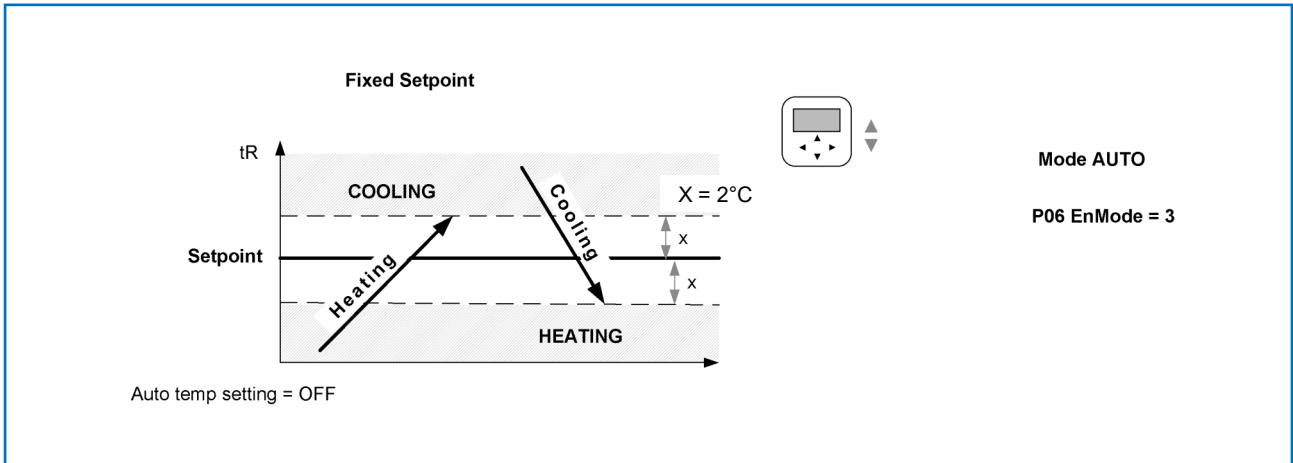 Fixed Setpoint
tR
COOLING
Cooling
X = 2°C
x
Setpoint
Heating
x
HEATING
Auto temp setting = OFF
Mode AUTO
P06 EnMode = 3